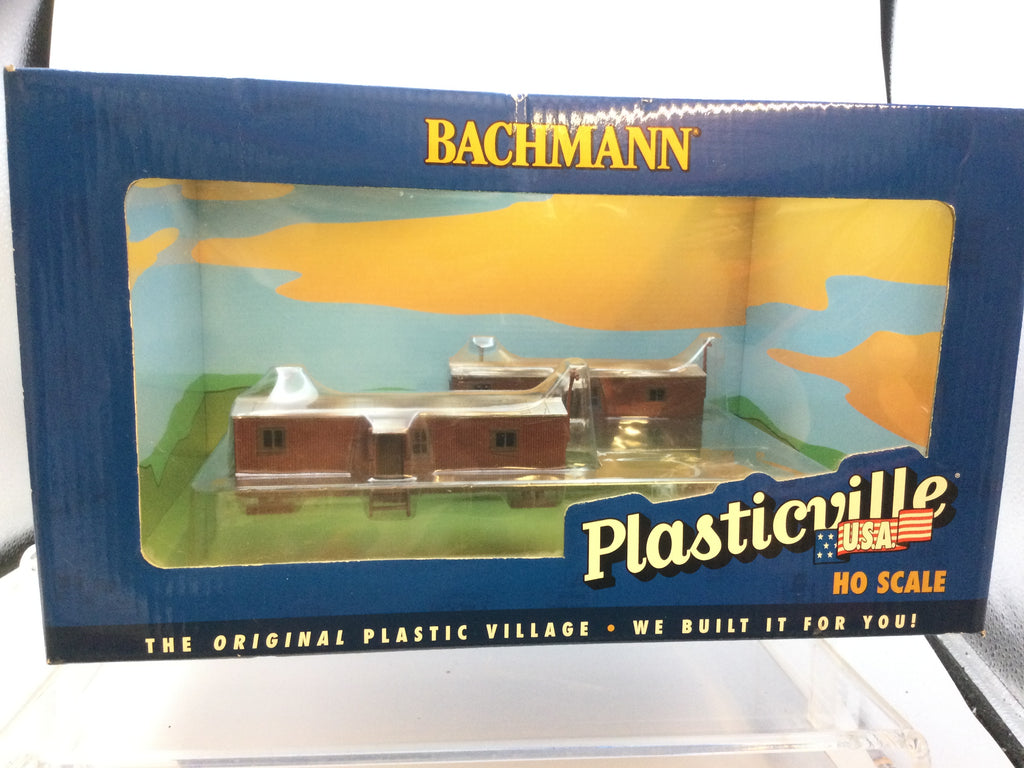 BACHMANN®
Plasticville®
U.S.A.
HO SCALE
THE ORIGINAL PLASTIC VILLAGE • WE BUILT IT FOR YOU!